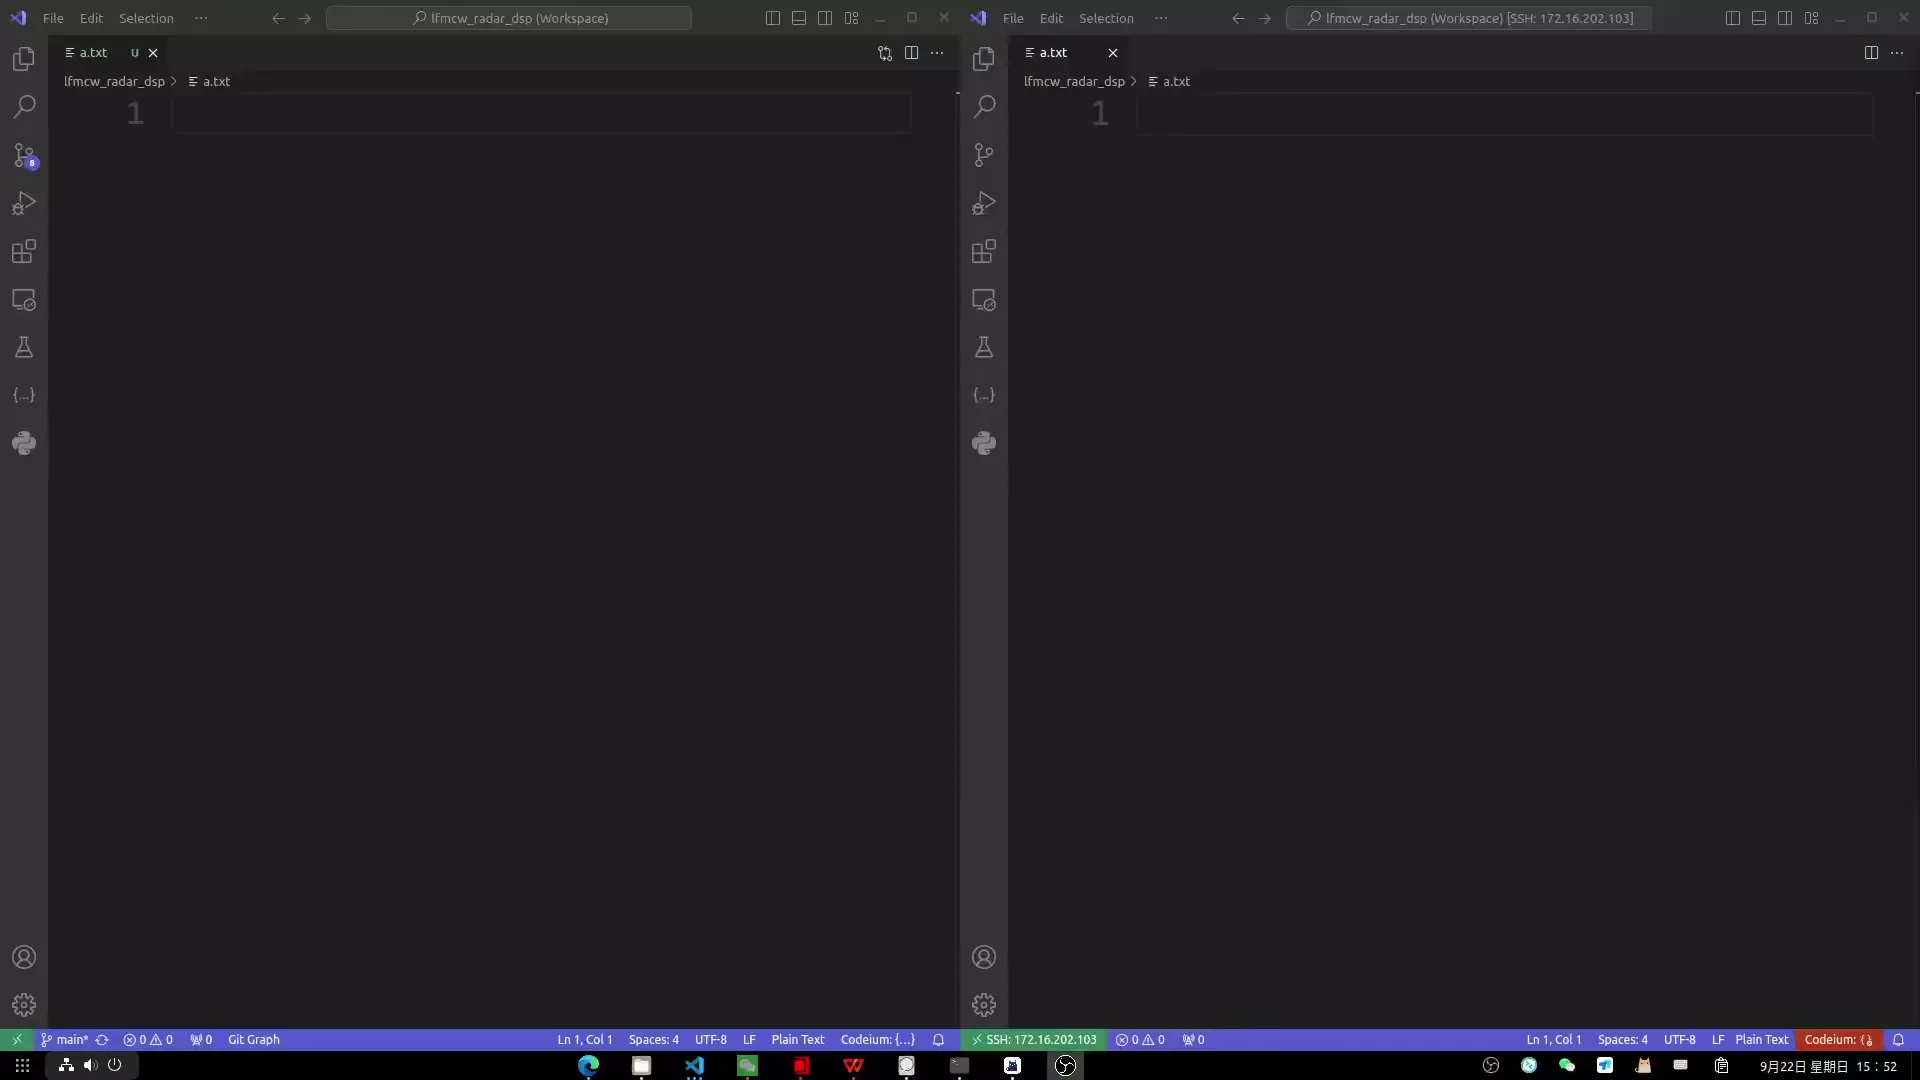 File Edit Selection ··· lfmcw_radar_dsp (Workspace)
a.txt U
lfmcw_radar_dsp > a.txt
1
8
main* 0 0 0 Git Graph Ln 1, Col 1 Spaces: 4 UTF-8 LF Plain Text Codeium: {...}
File Edit Selection ··· lfmcw_radar_dsp (Workspace) [SSH: 172.16.202.103]
a.txt
lfmcw_radar_dsp > a.txt
1
SSH: 172.16.202.103 0 0 0 Ln 1, Col 1 Spaces: 4 UTF-8 LF Plain Text Codeium: {
9月22日 星期日 15:52